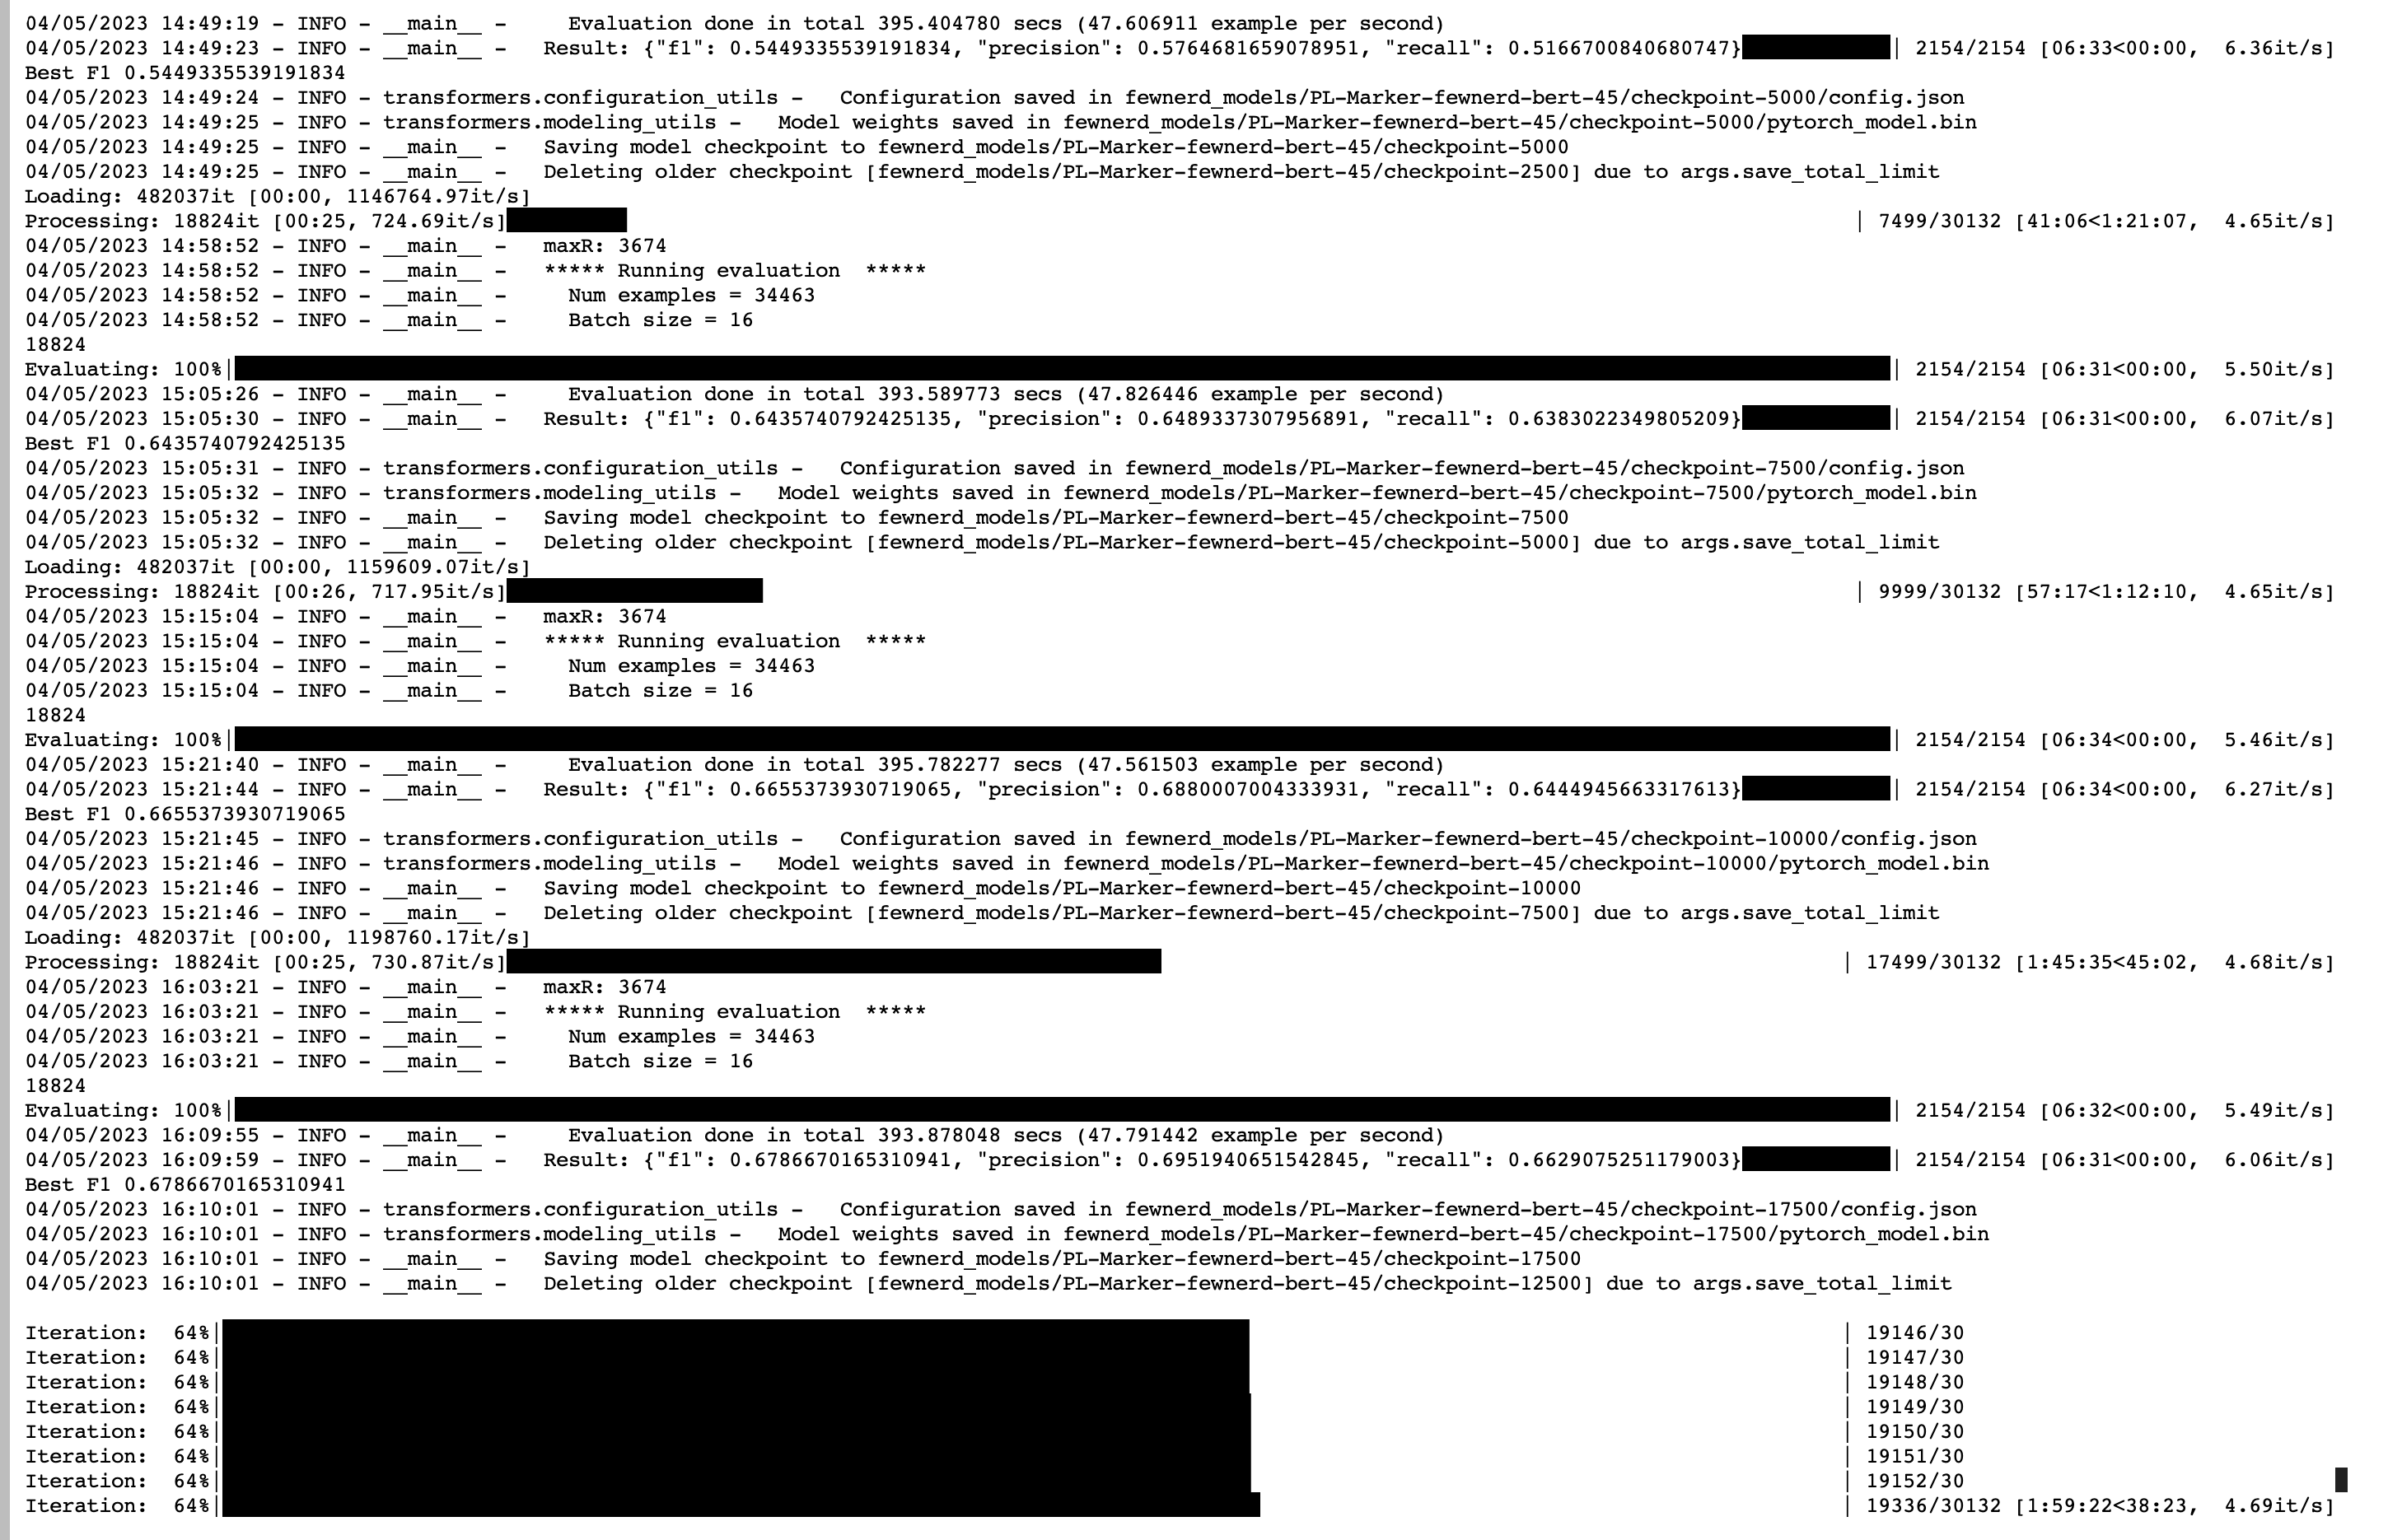 04/05/2023 14:49:19 - INFO - __main__ -     Evaluation done in total 395.404780 secs (47.606911 example per second)
04/05/2023 14:49:23 - INFO - __main__ -   Result: {"f1": 0.5449335539191834, "precision": 0.5764681659078951, "recall": 0.5166700840680747}| 2154/2154 [06:33<00:00,  6.36it/s]
Best F1 0.5449335539191834
04/05/2023 14:49:24 - INFO - transformers.configuration_utils -   Configuration saved in fewnerd_models/PL-Marker-fewnerd-bert-45/checkpoint-5000/config.json
04/05/2023 14:49:25 - INFO - transformers.modeling_utils -   Model weights saved in fewnerd_models/PL-Marker-fewnerd-bert-45/checkpoint-5000/pytorch_model.bin
04/05/2023 14:49:25 - INFO - __main__ -   Saving model checkpoint to fewnerd_models/PL-Marker-fewnerd-bert-45/checkpoint-5000
04/05/2023 14:49:25 - INFO - __main__ -   Deleting older checkpoint [fewnerd_models/PL-Marker-fewnerd-bert-45/checkpoint-2500] due to args.save_total_limit
Loading: 482037it [00:00, 1146764.97it/s]
Processing: 18824it [00:25, 724.69it/s]| 7499/30132 [41:06<1:21:07,  4.65it/s]
04/05/2023 14:58:52 - INFO - __main__ -   maxR: 3674
04/05/2023 14:58:52 - INFO - __main__ -   ***** Running evaluation  *****
04/05/2023 14:58:52 - INFO - __main__ -     Num examples = 34463
04/05/2023 14:58:52 - INFO - __main__ -     Batch size = 16
18824
Evaluating: 100%|| 2154/2154 [06:31<00:00,  5.50it/s]
04/05/2023 15:05:26 - INFO - __main__ -     Evaluation done in total 393.589773 secs (47.826446 example per second)
04/05/2023 15:05:30 - INFO - __main__ -   Result: {"f1": 0.6435740792425135, "precision": 0.6489337307956891, "recall": 0.6383022349805209}| 2154/2154 [06:31<00:00,  6.07it/s]
Best F1 0.6435740792425135
04/05/2023 15:05:31 - INFO - transformers.configuration_utils -   Configuration saved in fewnerd_models/PL-Marker-fewnerd-bert-45/checkpoint-7500/config.json
04/05/2023 15:05:32 - INFO - transformers.modeling_utils -   Model weights saved in fewnerd_models/PL-Marker-fewnerd-bert-45/checkpoint-7500/pytorch_model.bin
04/05/2023 15:05:32 - INFO - __main__ -   Saving model checkpoint to fewnerd_models/PL-Marker-fewnerd-bert-45/checkpoint-7500
04/05/2023 15:05:32 - INFO - __main__ -   Deleting older checkpoint [fewnerd_models/PL-Marker-fewnerd-bert-45/checkpoint-5000] due to args.save_total_limit
Loading: 482037it [00:00, 1159609.07it/s]
Processing: 18824it [00:26, 717.95it/s]| 9999/30132 [57:17<1:12:10,  4.65it/s]
04/05/2023 15:15:04 - INFO - __main__ -   maxR: 3674
04/05/2023 15:15:04 - INFO - __main__ -   ***** Running evaluation  *****
04/05/2023 15:15:04 - INFO - __main__ -     Num examples = 34463
04/05/2023 15:15:04 - INFO - __main__ -     Batch size = 16
18824
Evaluating: 100%|| 2154/2154 [06:34<00:00,  5.46it/s]
04/05/2023 15:21:40 - INFO - __main__ -     Evaluation done in total 395.782277 secs (47.561503 example per second)
04/05/2023 15:21:44 - INFO - __main__ -   Result: {"f1": 0.6655373930719065, "precision": 0.6880007004333931, "recall": 0.6444945663317613}| 2154/2154 [06:34<00:00,  6.27it/s]
Best F1 0.6655373930719065
04/05/2023 15:21:45 - INFO - transformers.configuration_utils -   Configuration saved in fewnerd_models/PL-Marker-fewnerd-bert-45/checkpoint-10000/config.json
04/05/2023 15:21:46 - INFO - transformers.modeling_utils -   Model weights saved in fewnerd_models/PL-Marker-fewnerd-bert-45/checkpoint-10000/pytorch_model.bin
04/05/2023 15:21:46 - INFO - __main__ -   Saving model checkpoint to fewnerd_models/PL-Marker-fewnerd-bert-45/checkpoint-10000
04/05/2023 15:21:46 - INFO - __main__ -   Deleting older checkpoint [fewnerd_models/PL-Marker-fewnerd-bert-45/checkpoint-7500] due to args.save_total_limit
Loading: 482037it [00:00, 1198760.17it/s]
Processing: 18824it [00:25, 730.87it/s]| 17499/30132 [1:45:35<45:02,  4.68it/s]
04/05/2023 16:03:21 - INFO - __main__ -   maxR: 3674
04/05/2023 16:03:21 - INFO - __main__ -   ***** Running evaluation  *****
04/05/2023 16:03:21 - INFO - __main__ -     Num examples = 34463
04/05/2023 16:03:21 - INFO - __main__ -     Batch size = 16
18824
Evaluating: 100%|| 2154/2154 [06:32<00:00,  5.49it/s]
04/05/2023 16:09:55 - INFO - __main__ -     Evaluation done in total 393.878048 secs (47.791442 example per second)
04/05/2023 16:09:59 - INFO - __main__ -   Result: {"f1": 0.6786670165310941, "precision": 0.6951940651542845, "recall": 0.6629075251179003}| 2154/2154 [06:31<00:00,  6.06it/s]
Best F1 0.6786670165310941
04/05/2023 16:10:01 - INFO - transformers.configuration_utils -   Configuration saved in fewnerd_models/PL-Marker-fewnerd-bert-45/checkpoint-17500/config.json
04/05/2023 16:10:01 - INFO - transformers.modeling_utils -   Model weights saved in fewnerd_models/PL-Marker-fewnerd-bert-45/checkpoint-17500/pytorch_model.bin
04/05/2023 16:10:01 - INFO - __main__ -   Saving model checkpoint to fewnerd_models/PL-Marker-fewnerd-bert-45/checkpoint-17500
04/05/2023 16:10:01 - INFO - __main__ -   Deleting older checkpoint [fewnerd_models/PL-Marker-fewnerd-bert-45/checkpoint-12500] due to args.save_total_limit
Iteration:  64%|| 19146/30
Iteration:  64%|| 19147/30
Iteration:  64%|| 19148/30
Iteration:  64%|| 19149/30
Iteration:  64%|| 19150/30
Iteration:  64%|| 19151/30
Iteration:  64%|| 19152/30
Iteration:  64%|| 19336/30132 [1:59:22<38:23,  4.69it/s]